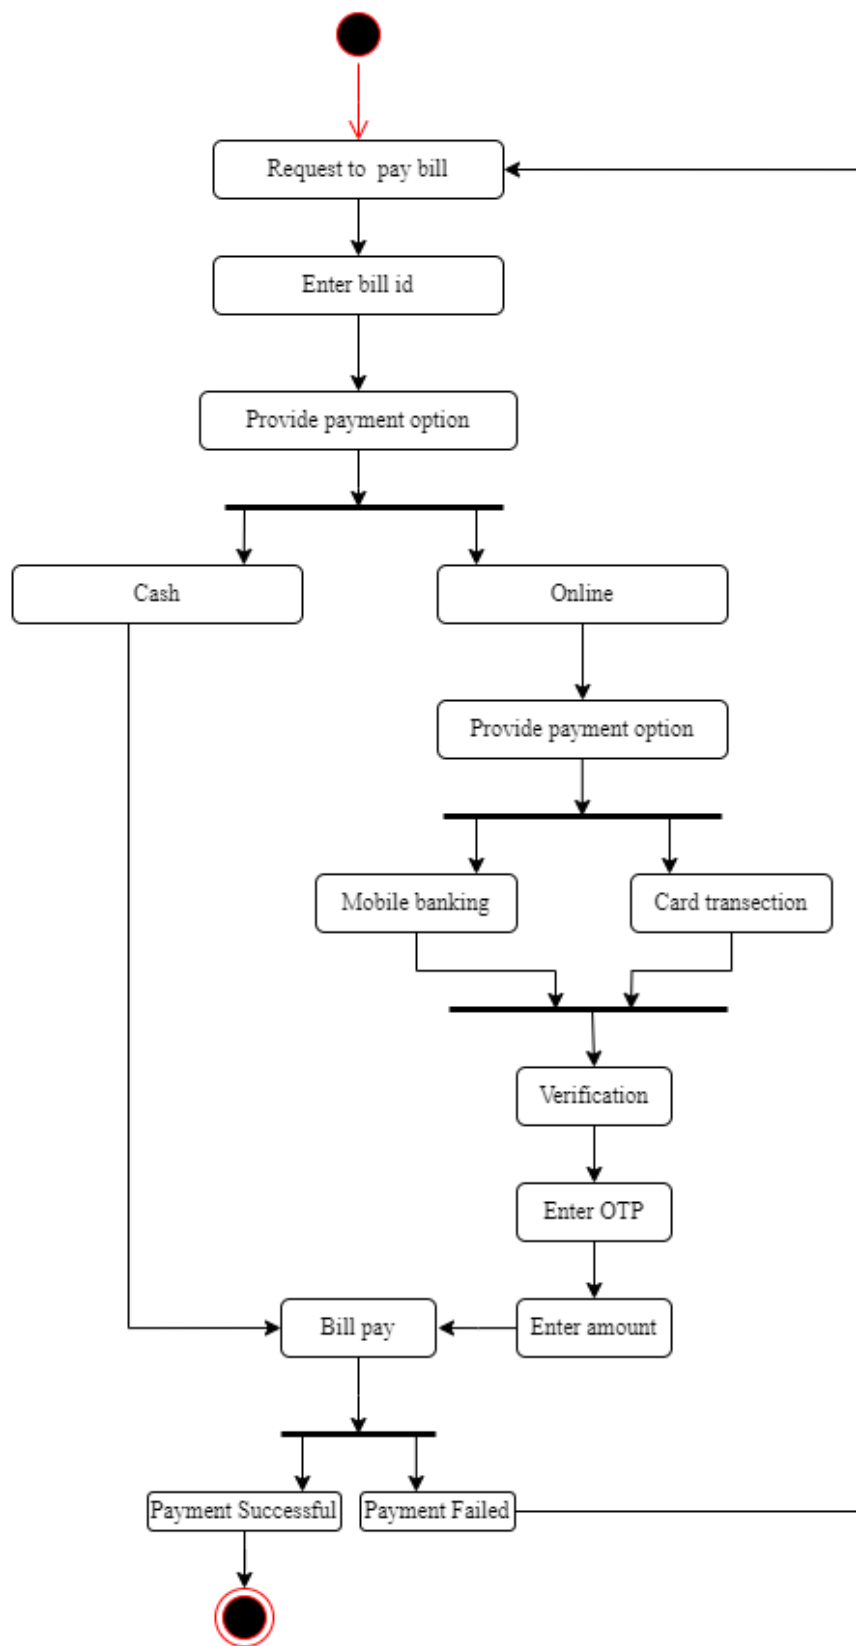 Request to  pay bill
Enter bill id
Provide payment option
Cash
Online
Provide payment option
Mobile banking
Card transection
Verification
Enter OTP
Bill pay
Enter amount
Payment Successful
Payment Failed